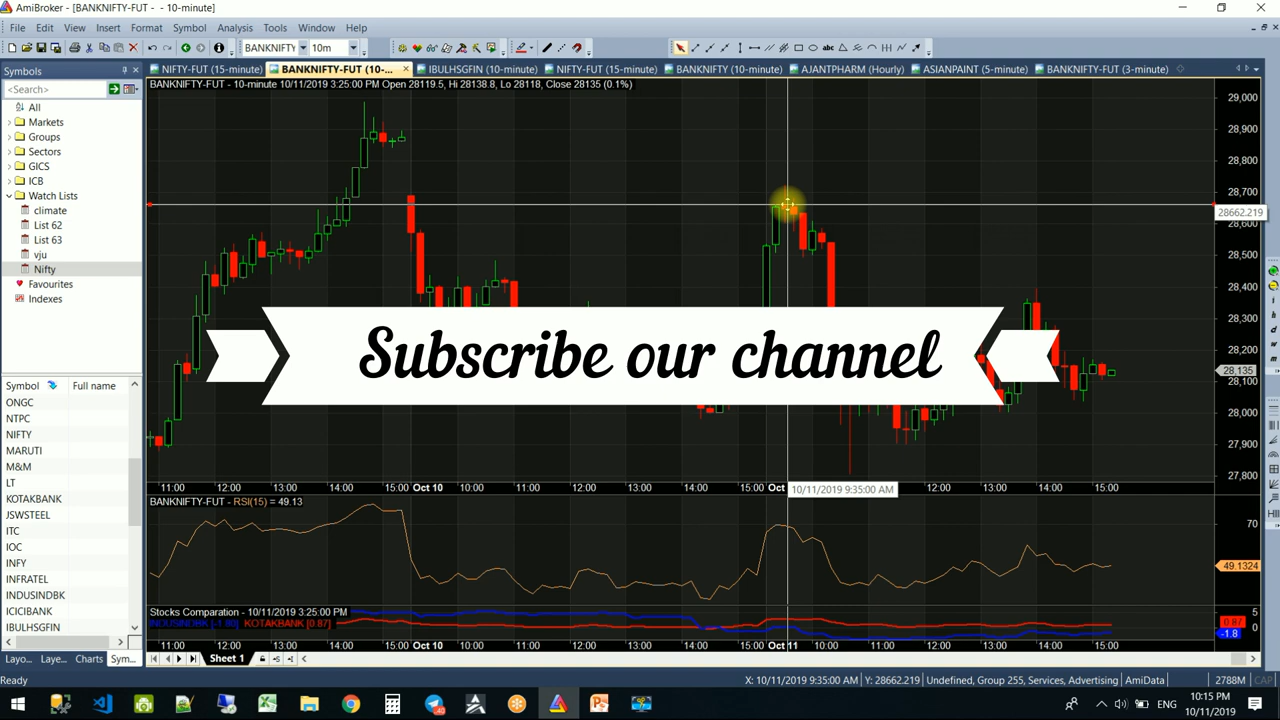 AmiBroker - [BANKNIFTY-FUT - - 10-minute]
File Edit View Insert Format Symbol Analysis Tools Window Help
BANKNIFTY 10m
Symbols
NIFTY-FUT (15-minute) BANKNIFTY-FUT (10-... IBULHSGFIN (10-minute) NIFTY-FUT (15-minute) BANKNIFTY (10-minute) AJANTPHARM (Hourly) ASIANPAINT (5-minute) BANKNIFTY-FUT (3-minute)
<Search>
BANKNIFTY-FUT - 10-minute 10/11/2019 3:25:00 PM Open 28119.5, Hi 28138.8, Lo 28118, Close 28135 (0.1%)
All
Markets
Groups
Sectors
GICS
ICB
Watch Lists
climate
List 62
List 63
vju
Nifty
Favourites
Indexes
29,000
28,900
28,800
28,700
28662.219
28,600
28,500
28,400
28,300
28,200
28,135
28,100
28,000
27,900
27,800
Subscribe our channel
Symbol Full name
ONGC
NTPC
NIFTY
MARUTI
M&M
LT
KOTAKBANK
JSWSTEEL
ITC
IOC
INFY
INFRATEL
INDUSINDBK
ICICIBANK
IBULHSGFIN
11:00 12:00 13:00 14:00 15:00 Oct 10 10:00 11:00 12:00 13:00 14:00 15:00 Oct 10/11/2019 9:35:00 AM 12:00 13:00 14:00 15:00
BANKNIFTY-FUT - RSI(15) = 49.13
70
49.1324
Stocks Comparation - 10/11/2019 3:25:00 PM
INDUSINDBK [-1.80] KOTAKBANK [0.87]
5
0.87
0
-1.8
11:00 12:00 13:00 14:00 15:00 Oct 10 10:00 11:00 12:00 13:00 14:00 15:00 Oct 11 10:00 11:00 12:00 13:00 14:00 15:00
Layo... Laye... Charts Sym... Sheet 1
Ready X: 10/11/2019 9:35:00 AM Y: 28662.219 Undefined, Group 255, Services, Advertising AmiData 2788M CAP
40
ENG
10:15 PM
10/11/2019